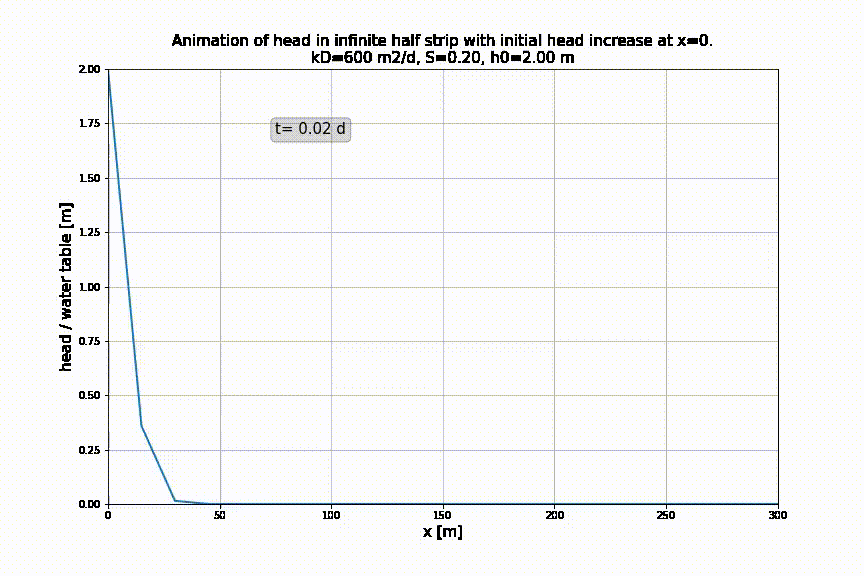 Animation of head in infinite half strip with initial head increase at x=0.
kD=600 m2/d, S=0.20, h0=2.00 m
2.00
1.75
1.50
1.25
1.00
0.75
0.50
0.25
0.00
head / water table [m]
t= 0.02 d
0 50 100 150 200 250 300
x [m]